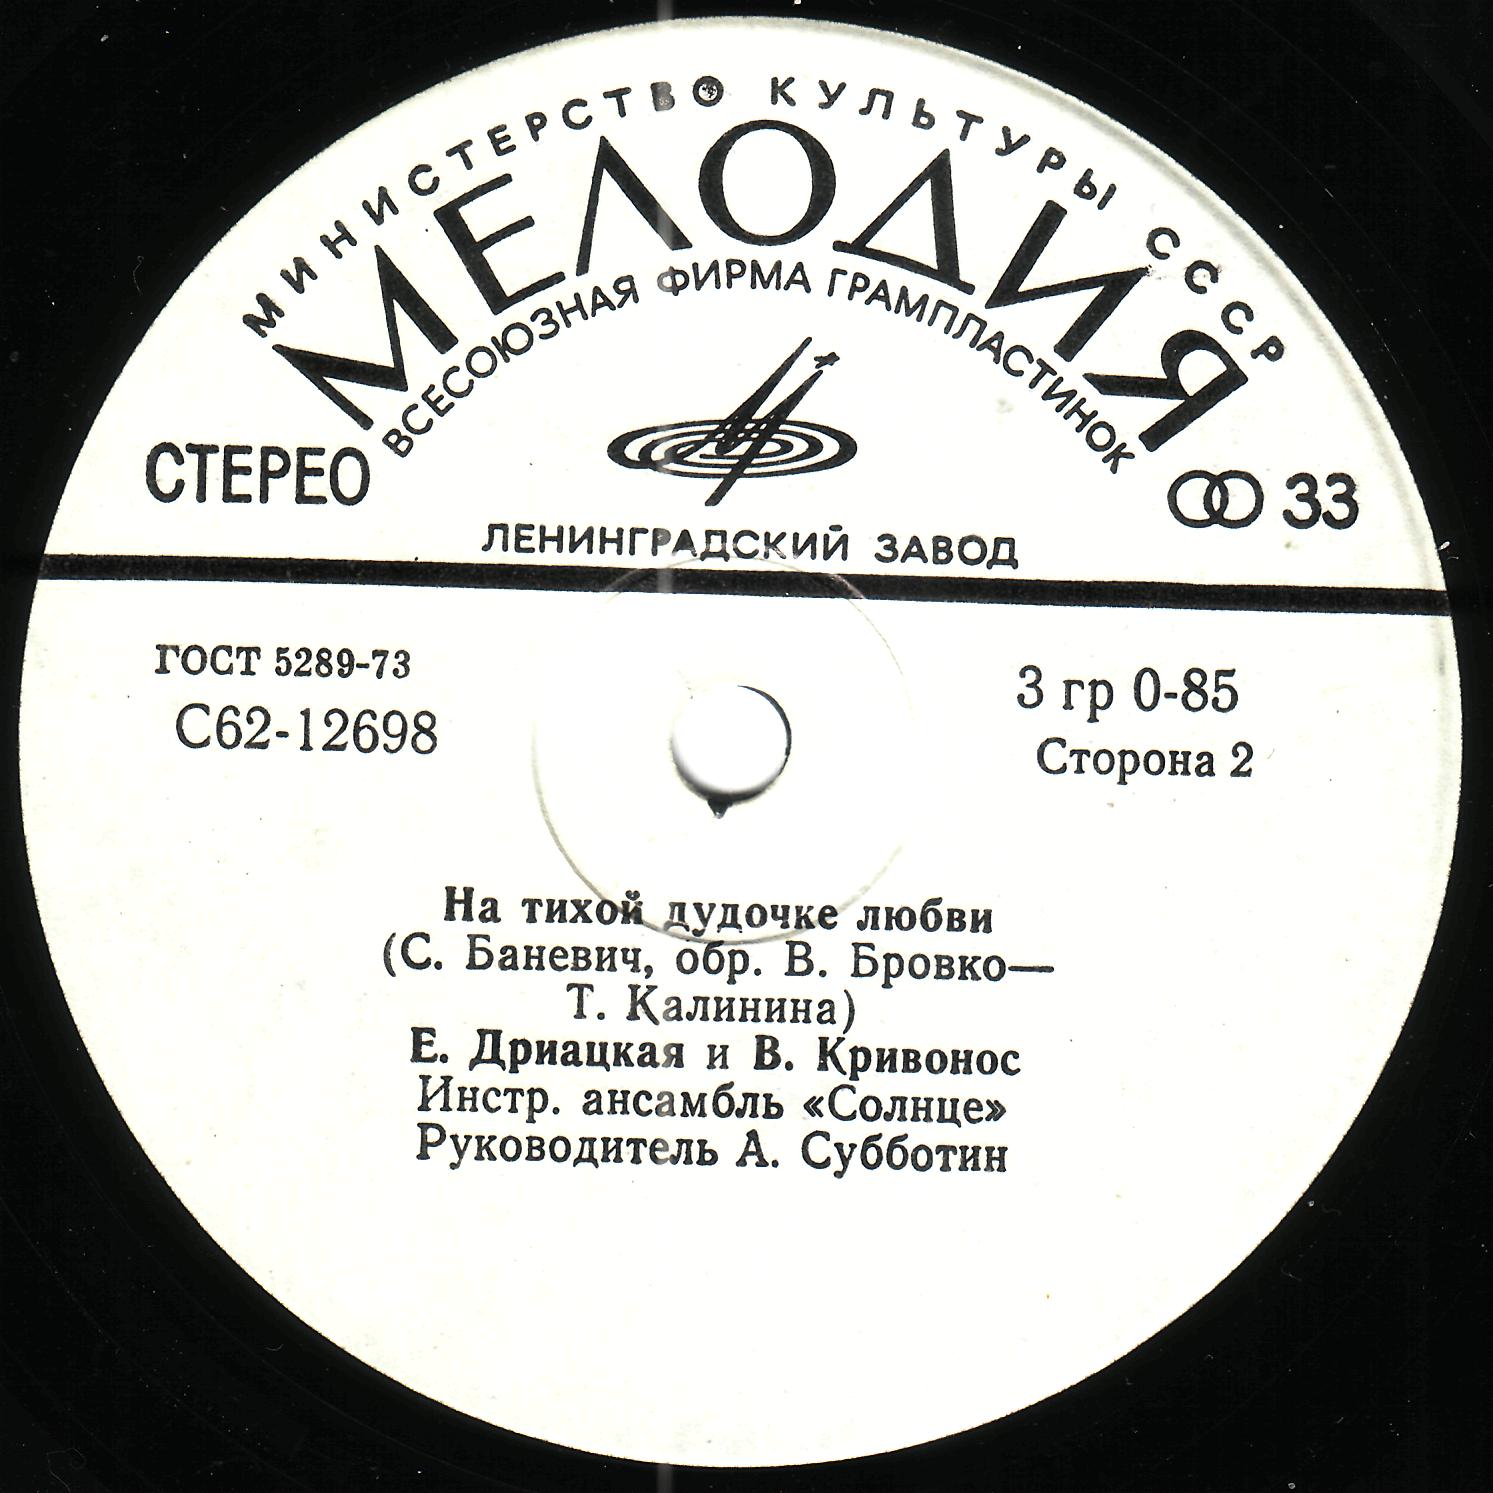 МИНИСТЕРСТВО КУЛЬТУРЫ СССР
МЕЛОДИЯ
ВСЕСОЮЗНАЯ ФИРМА ГРАМПЛАСТИНОК
СТЕРЕО
33
ЛЕНИНГРАДСКИЙ ЗАВОД
ГОСТ 5289-73
3 гр 0-85
С62-12698
Сторона 2
На тихой дудочке любви
(С. Баневич, обр. В. Бровко—
Т. Калинина)
Е. Дриацкая и В. Кривонос
Инстр. ансамбль «Солнце»
Руководитель А. Субботин